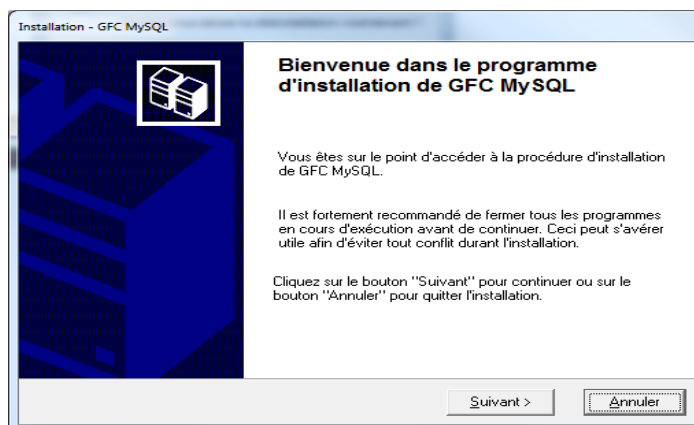 Installation - GFC MySQL
Bienvenue dans le programme
d'installation de GFC MySQL
Vous êtes sur le point d'accéder à la procédure d'installation
de GFC MySQL.
Il est fortement recommandé de fermer tous les programmes
en cours d'exécution avant de continuer. Ceci peut s'avérer
utile afin d'éviter tout conflit durant l'installation.
Cliquez sur le bouton "Suivant" pour continuer ou sur le
bouton "Annuler" pour quitter l'installation.
Suivant >
Annuler